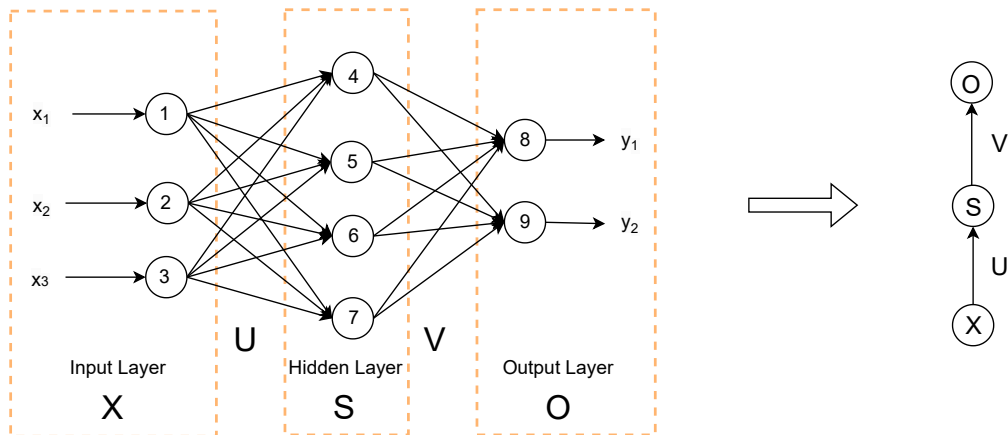 x1
x2
x3
1
2
3
4
5
6
7
8
9
y1
y2
U
V
Input Layer
X
Hidden Layer
S
Output Layer
O
O
V
S
U
X